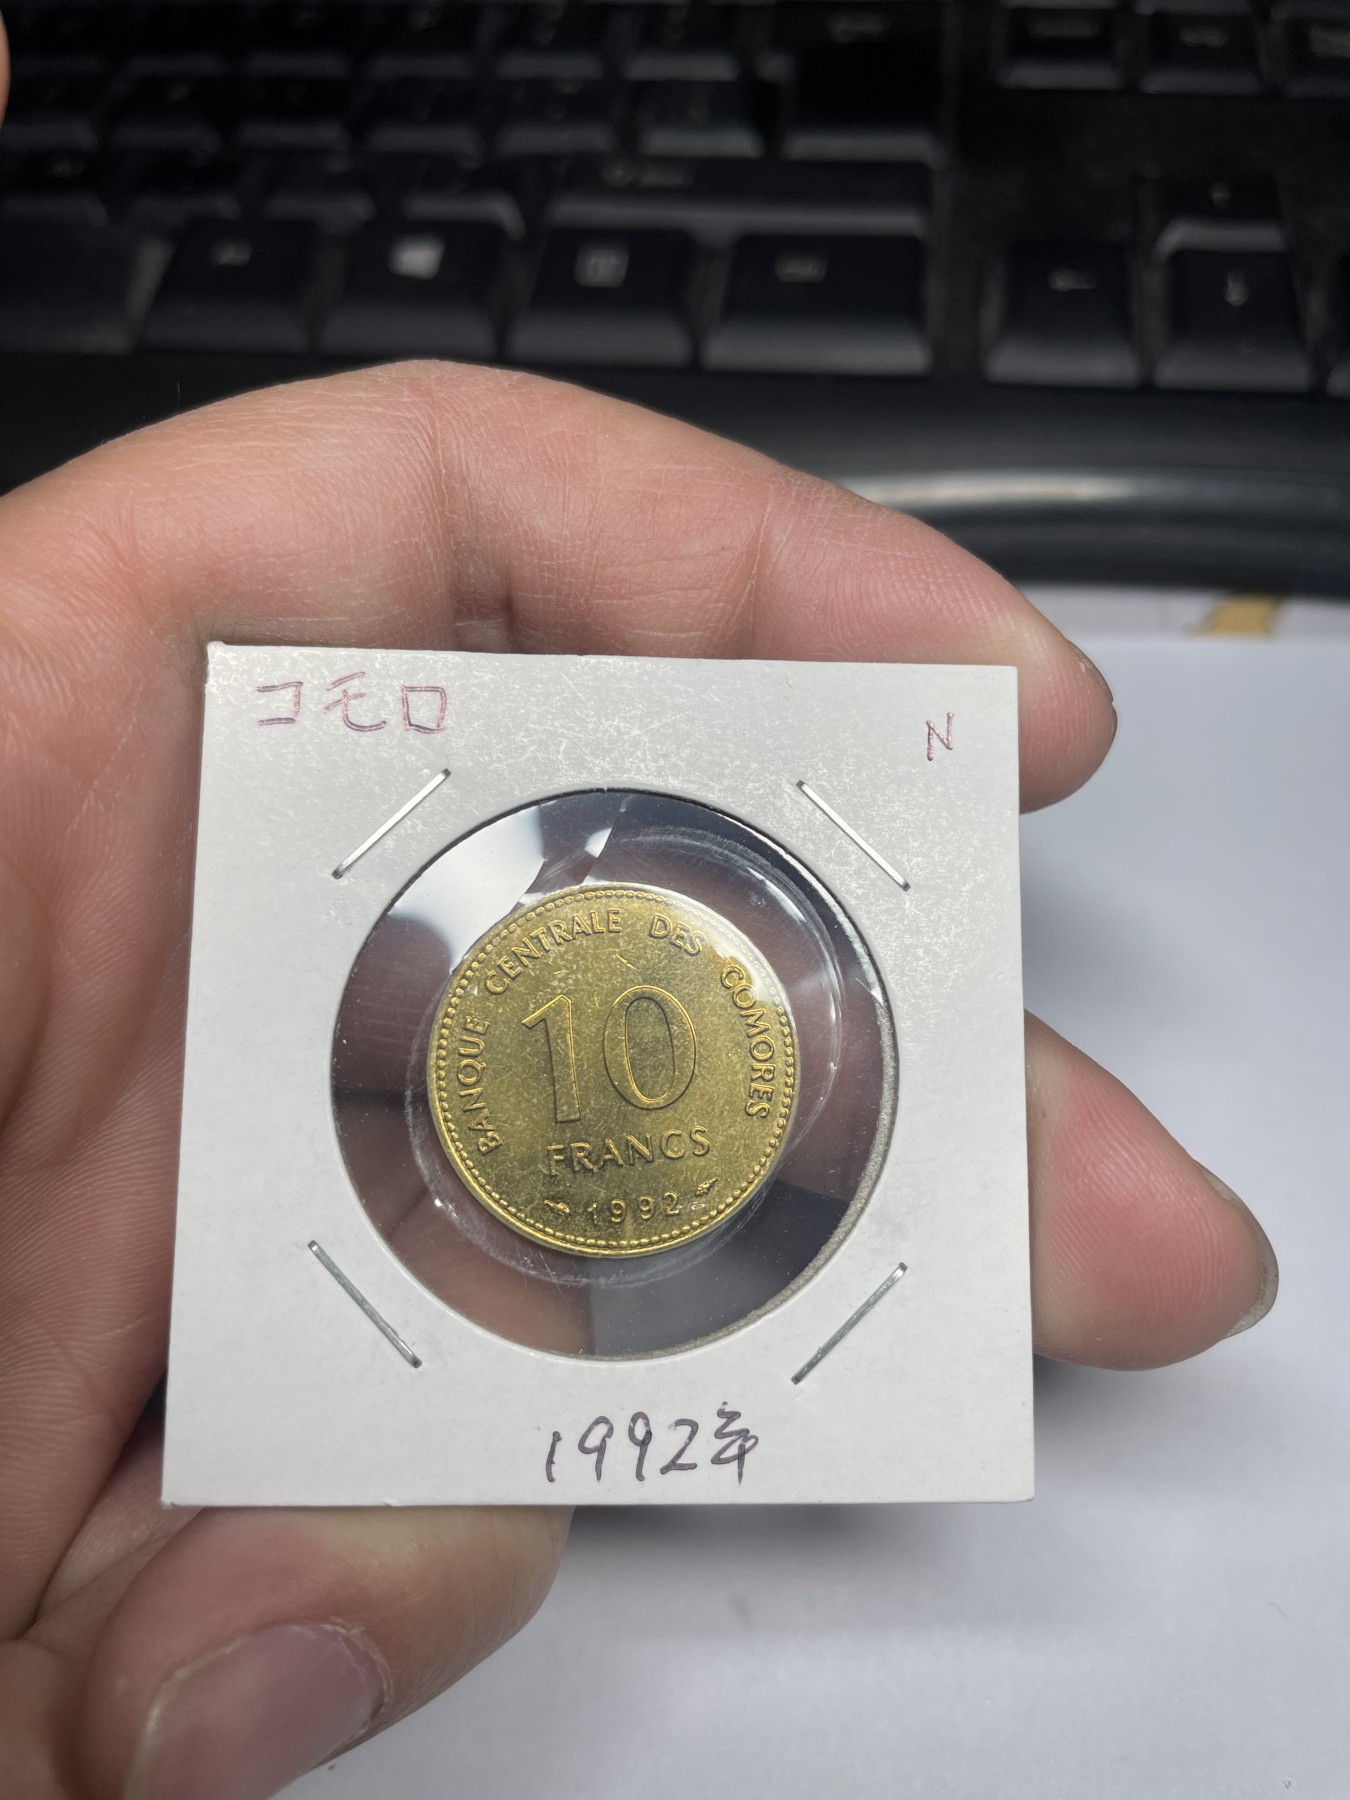 コモロ
N
BANQUE CENTRALE DES COMORES
10
FRANCS
1992
1992年